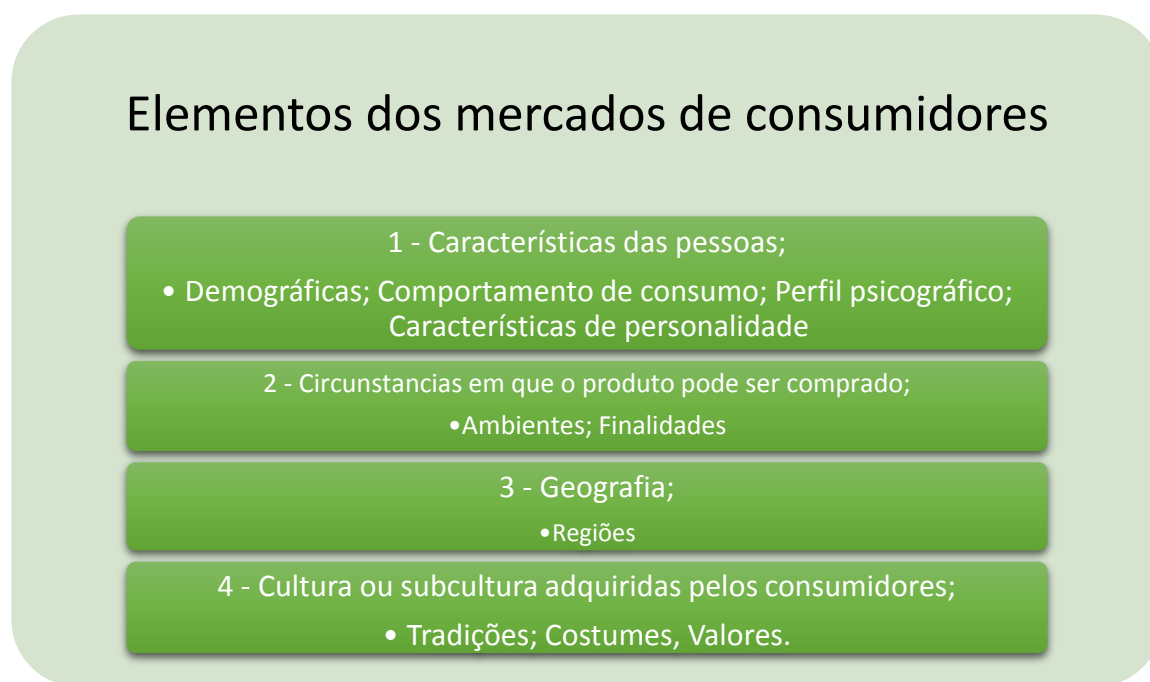 Elementos dos mercados de consumidores
1 - Características das pessoas;
• Demográficas; Comportamento de consumo; Perfil psicográfico;
Características de personalidade
2 - Circunstancias em que o produto pode ser comprado;
•Ambientes; Finalidades
3 - Geografia;
•Regiões
4 - Cultura ou subcultura adquiridas pelos consumidores;
• Tradições; Costumes, Valores.